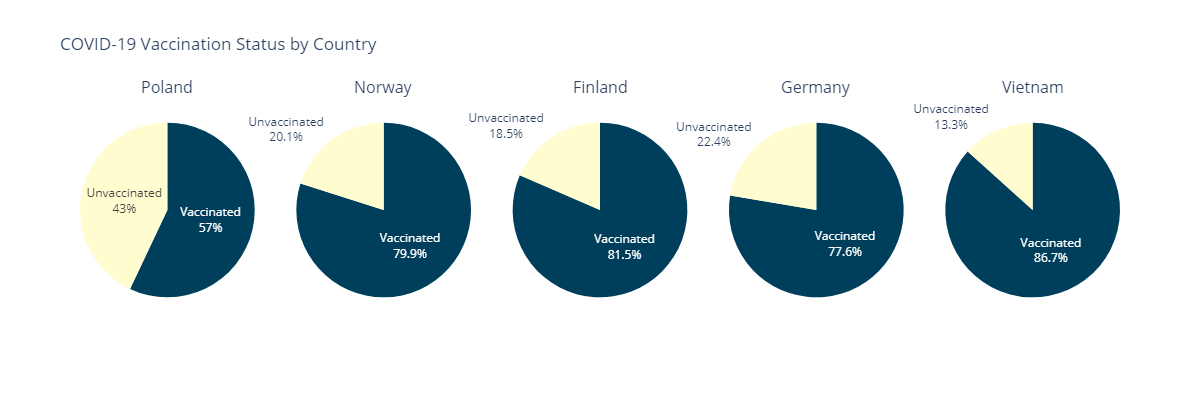 COVID-19 Vaccination Status by Country
Poland
Norway
Finland
Germany
Vietnam
Unvaccinated
43%
Vaccinated
57%
Unvaccinated
20.1%
Vaccinated
79.9%
Unvaccinated
18.5%
Vaccinated
81.5%
Unvaccinated
22.4%
Vaccinated
77.6%
Unvaccinated
13.3%
Vaccinated
86.7%